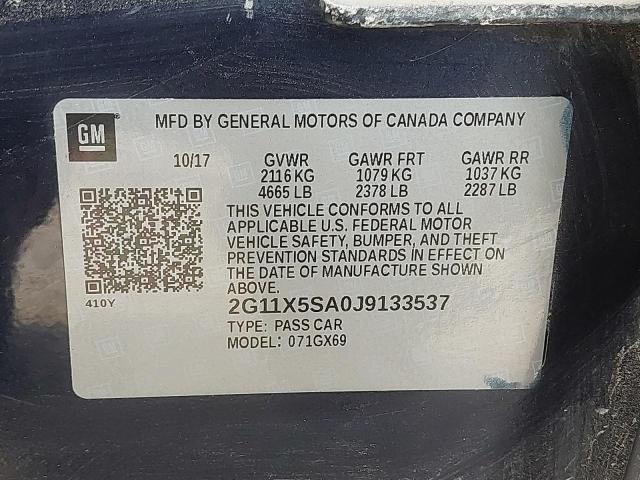 GM
MFD BY GENERAL MOTORS OF CANADA COMPANY
10/17 GVWR GAWR FRT GAWR RR
2116 KG 1079 KG 1037 KG
4665 LB 2378 LB 2287 LB
THIS VEHICLE CONFORMS TO ALL
APPLICABLE U.S. FEDERAL MOTOR
VEHICLE SAFETY, BUMPER, AND THEFT
PREVENTION STANDARDS IN EFFECT ON
THE DATE OF MANUFACTURE SHOWN
ABOVE.
410Y
2G11X5SA0J9133537
TYPE: PASS CAR
MODEL: 071GX69